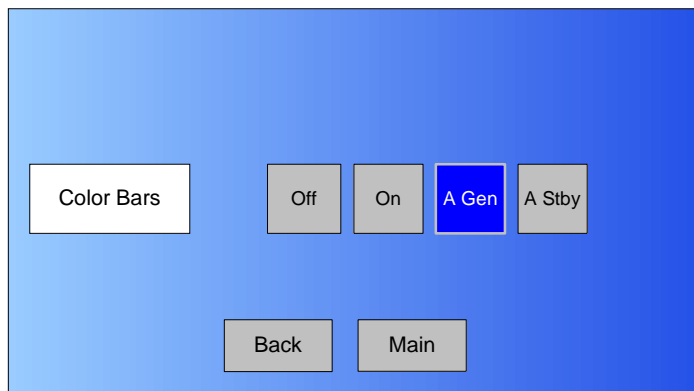 Color Bars
Off
On
A Gen
A Stby
Back
Main